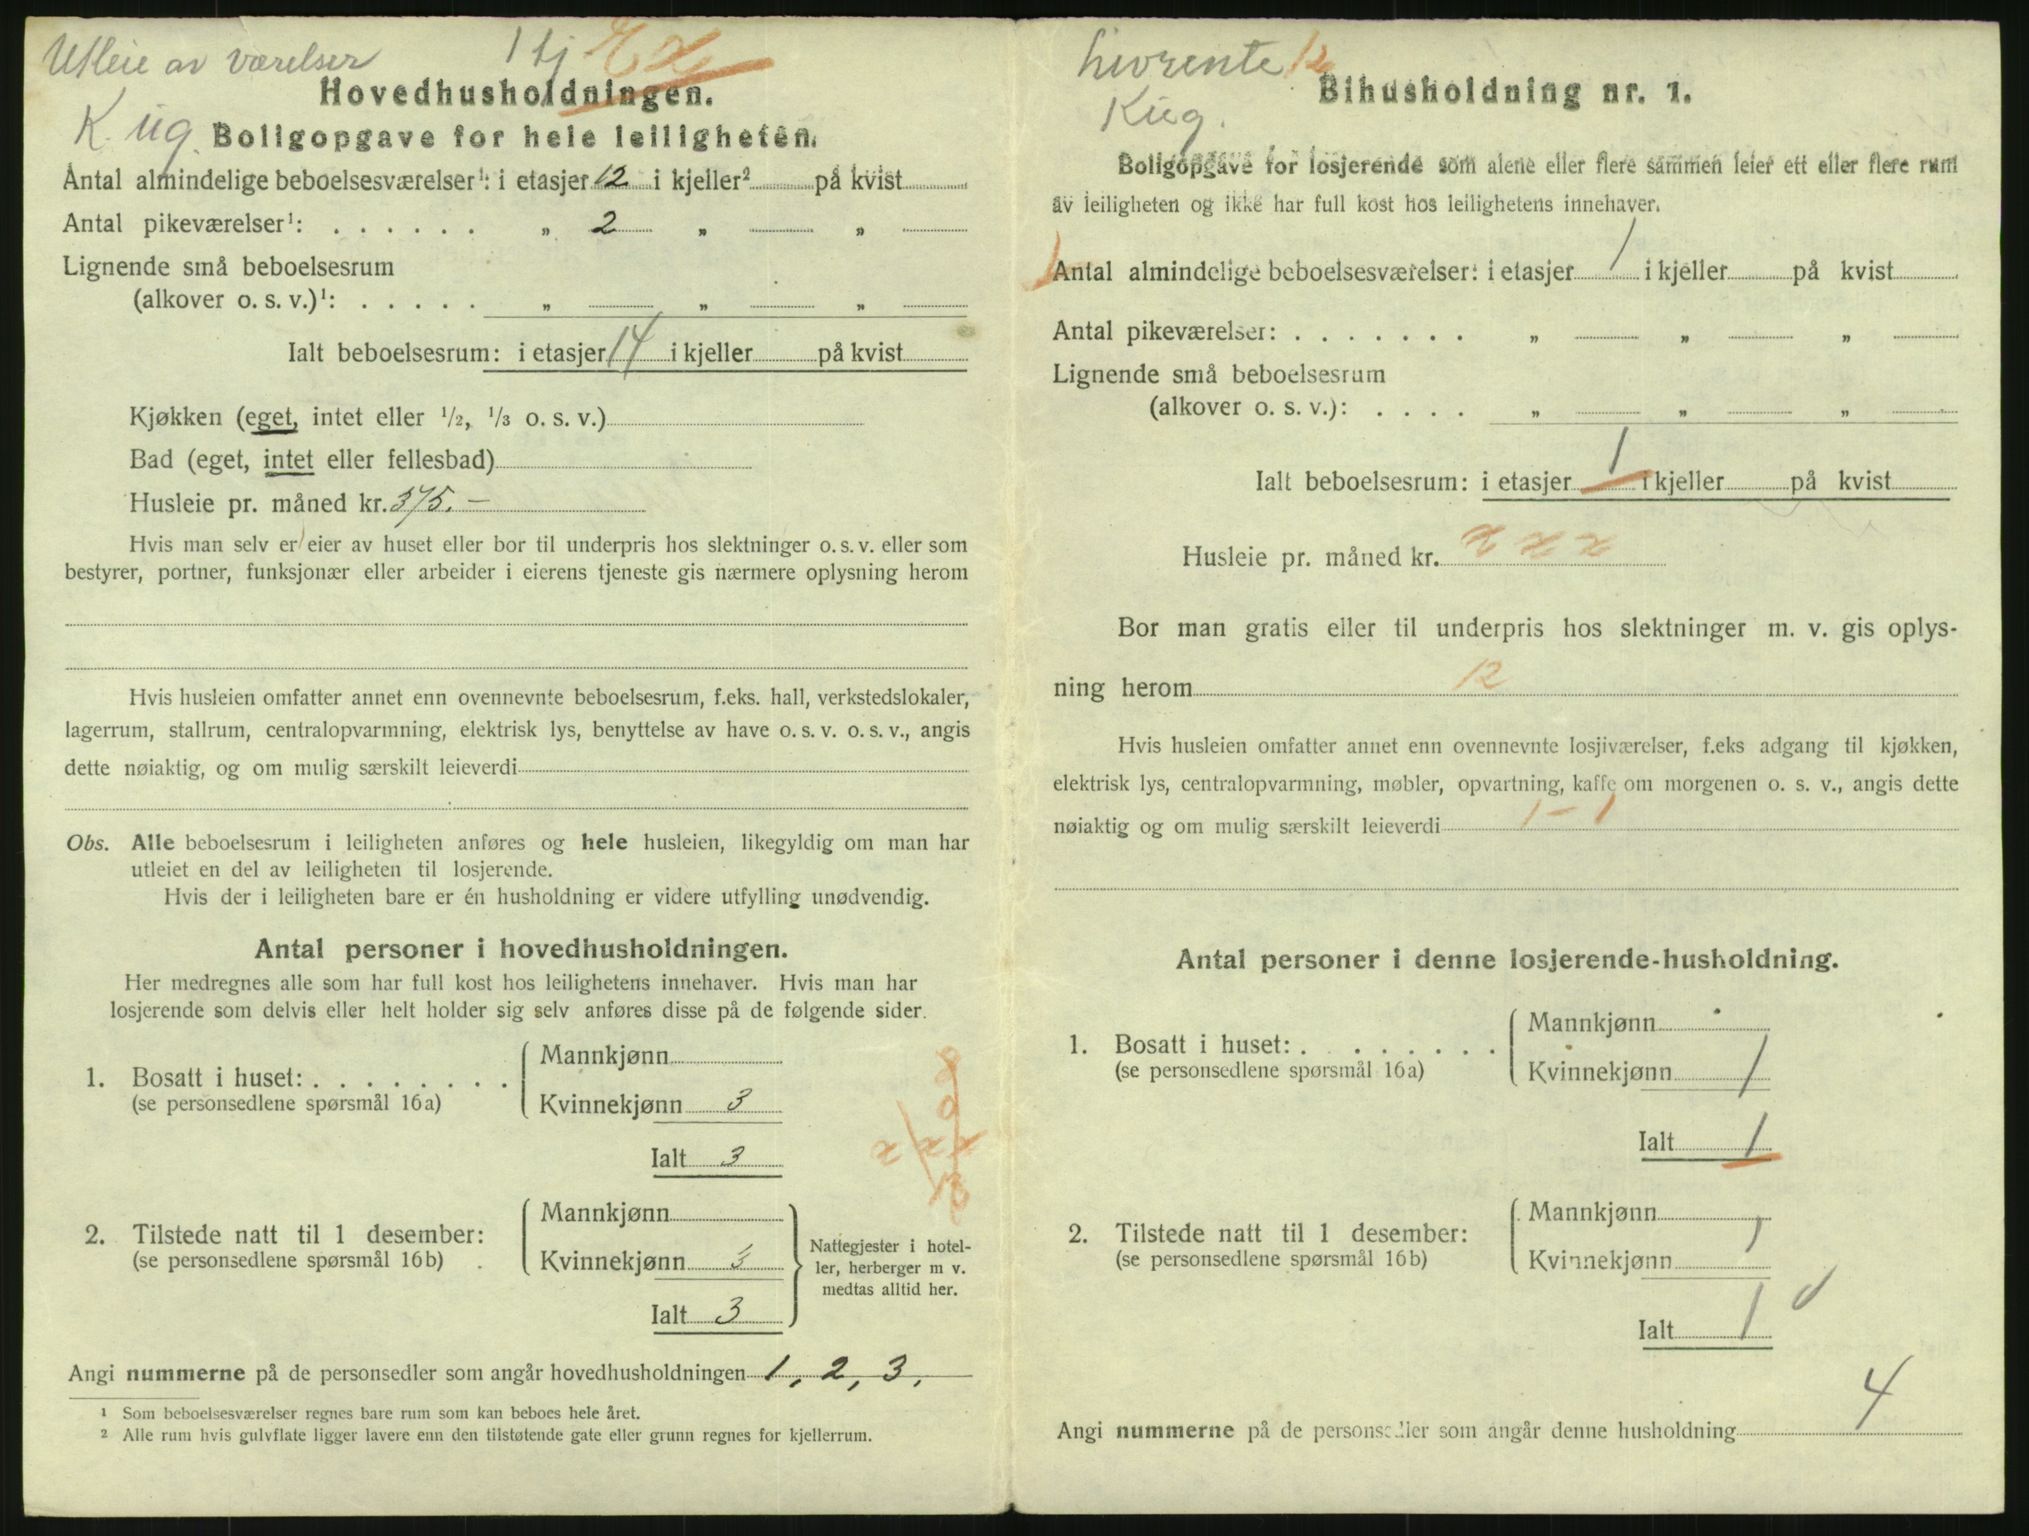 Utleie av værelser 1 tj
Hovedhusholdningen.
K. ug.
Boligopgave for hele leiligheten.
Antal almindelige beboelsesværelser¹: i etasjer 12 i kjeller² på kvist
Antal pikeværelser¹: . . . . . . „ 2 „ „
Lignende små beboelsesrum
(alkover o. s. v.)¹: . . . . . „ „ „
Ialt beboelsesrum: i etasjer 14 i kjeller på kvist
Kjøkken (eget, intet eller 1/2, 1/3 o. s. v.)
Bad (eget, intet eller fellesbad)
Husleie pr. måned kr. 375.-
Hvis man selv er eier av huset eller bor til underpris hos slektninger o. s. v. eller som
bestyrer, portner, funksjonær eller arbeider i eierens tjeneste gis nærmere oplysning herom
Hvis husleien omfatter annet enn ovennevnte beboelsesrum, f.eks. hall, verkstedslokaler,
lagerrum, stallrum, centralopvarmning, elektrisk lys, benyttelse av have o. s. v. o. s. v., angis
dette nøiaktig, og om mulig særskilt leieverdi
Obs. Alle beboelsesrum i leiligheten anføres og hele husleien, likegyldig om man har
utleiet en del av leiligheten til losjerende.
Hvis der i leiligheten bare er én husholdning er videre utfylling unødvendig.
Antal personer i hovedhusholdningen.
Her medregnes alle som har full kost hos leilighetens innehaver. Hvis man har
losjerende som delvis eller helt holder sig selv anføres disse på de følgende sider.
1. Bosatt i huset: . . . . . . . .
(se personsedlene spørsmål 16a)
Mannkjønn
Kvinnekjønn 3
Ialt 3
2. Tilstede natt til 1 desember:
(se personsedlene spørsmål 16b) .
Mannkjønn
Kvinnekjønn 3
Ialt 3
Nattegjester i hotel-
ler, herberger m v.
medtas alltid her.
Angi nummerne på de personsedler som angår hovedhusholdningen 1, 2, 3,
¹ Som beboelsesværelser regnes bare rum som kan beboes hele året.
² Alle rum hvis gulvflate ligger lavere enn den tilstøtende gate eller grunn regnes for kjellerrum.
Livrente 12
Bihusholdning nr. 1.
Kug.
Boligopgave for losjerende som alene eller flere sammen leier ett eller flere rum
av leiligheten og ikke har full kost hos leilighetens innehaver.
1 Antal almindelige beboelsesværelser: i etasjer 1 i kjeller på kvist
Antal pikeværelser: . . . . . . . „ „ „
Lignende små beboelsesrum
(alkover o. s. v.): . . . . „ „ „
Ialt beboelsesrum: i etasjer 1 i kjeller på kvist
Husleie pr. måned kr. x x x
Bor man gratis eller til underpris hos slektninger m. v. gis oplys-
ning herom 12
Hvis husleien omfatter annet enn ovennevnte losjiværelser, f.eks adgang til kjøkken,
elektrisk lys, centralopvarmning, møbler, opvartning, kaffe om morgenen o. s. v., angis dette
nøiaktig og om mulig særskilt leieverdi 1 - 1
Antal personer i denne losjerende-husholdning.
1. Bosatt i huset: . . . . . . . .
(se personsedlene spørsmål 16a)
Mannkjønn
Kvinnekjønn 1
Ialt 1
2. Tilstede natt til 1 desember:
(se personsedlene spørsmål 16b)
Mannkjønn
Kvinnekjønn 1
Ialt 1
Angi nummerne på de personsedler som angår denne husholdning 4